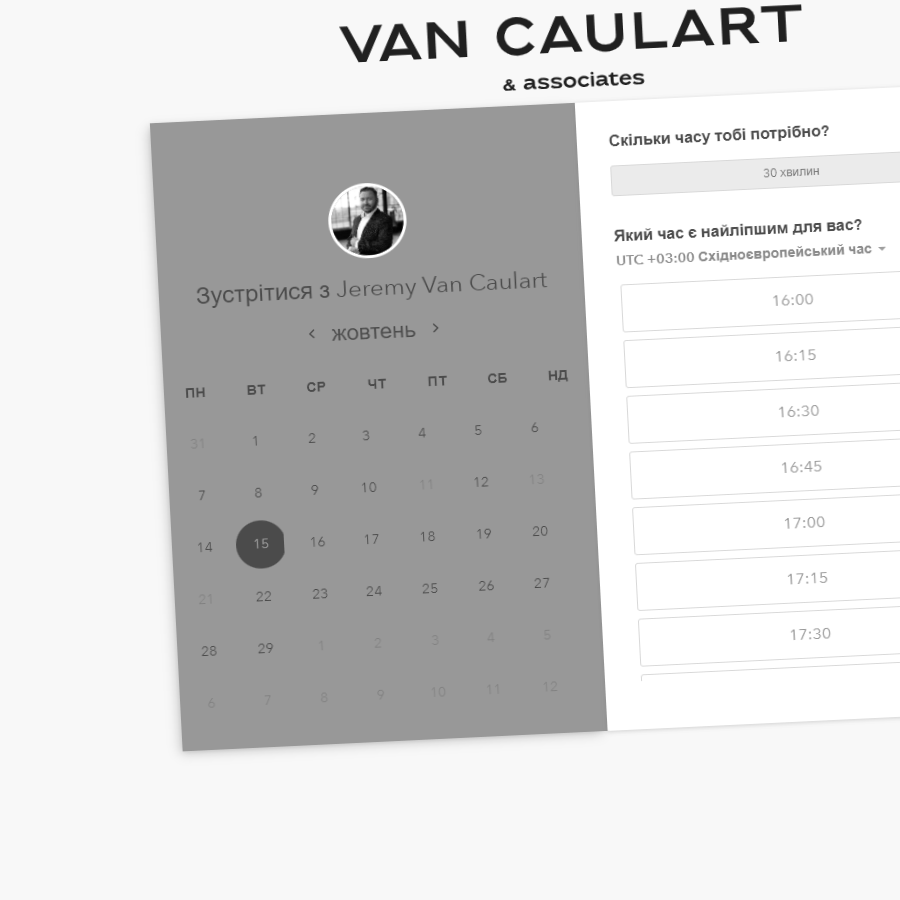 VAN CAULART
& associates
Зустрітися з Jeremy Van Caulart
жовтень
ПН ВТ СР ЧТ ПТ СБ НД
31 1 2 3 4 5 6
7 8 9 10 11 12 13
14 15 16 17 18 19 20
21 22 23 24 25 26 27
28 29 1 2 3 4 5
6 7 8 9 10 11 12
Скільки часу тобі потрібно?
30 хвилин
Який час є найліпшим для вас?
UTC +03:00 Східноєвропейський час
16:00
16:15
16:30
16:45
17:00
17:15
17:30